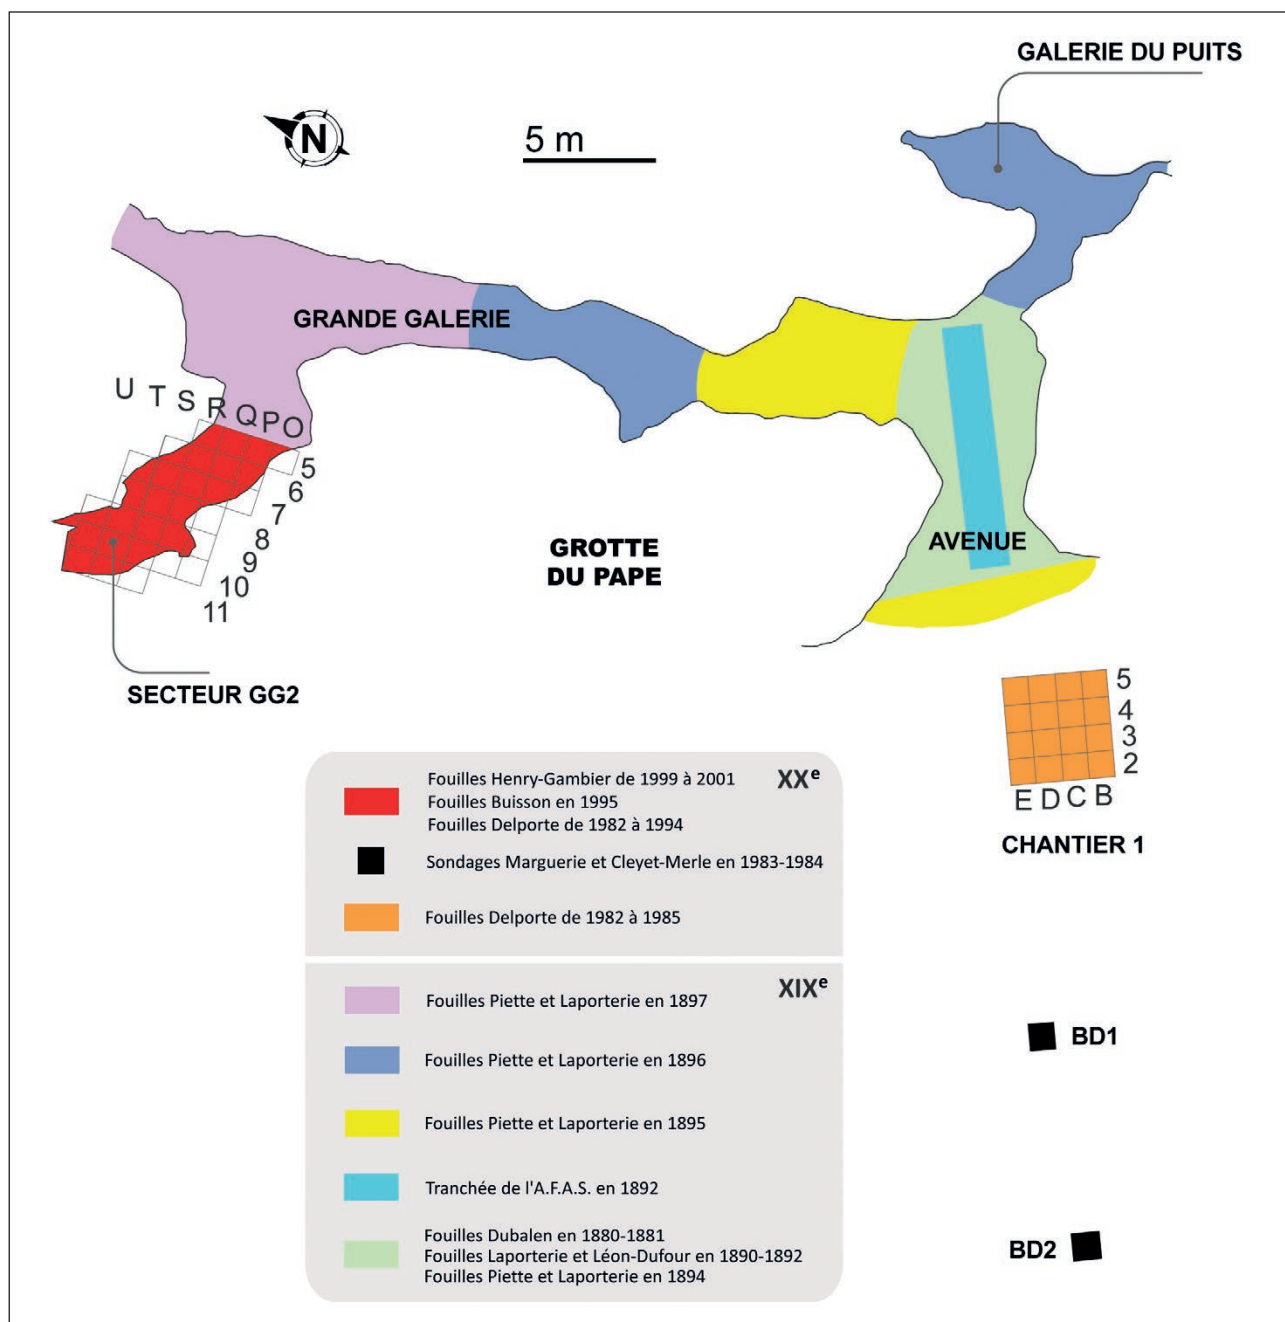 GALERIE DU PUITS
N
5 m
GRANDE GALERIE
U T S R Q P O
5
6
7
8
9
10
11
AVENUE
GROTTE
DU PAPE
SECTEUR GG2
5
4
3
2
E D C B
CHANTIER 1
Fouilles Henry-Gambier de 1999 à 2001
XXe
Fouilles Buisson en 1995
Fouilles Delporte de 1982 à 1994
Sondages Marguerie et Cleyet-Merle en 1983-1984
Fouilles Delporte de 1982 à 1985
XIXe
Fouilles Piette et Laporterie en 1897
Fouilles Piette et Laporterie en 1896
Fouilles Piette et Laporterie en 1895
Tranchée de l'A.F.A.S. en 1892
Fouilles Dubalen en 1880-1881
Fouilles Laporterie et Léon-Dufour en 1890-1892
Fouilles Piette et Laporterie en 1894
BD1
BD2